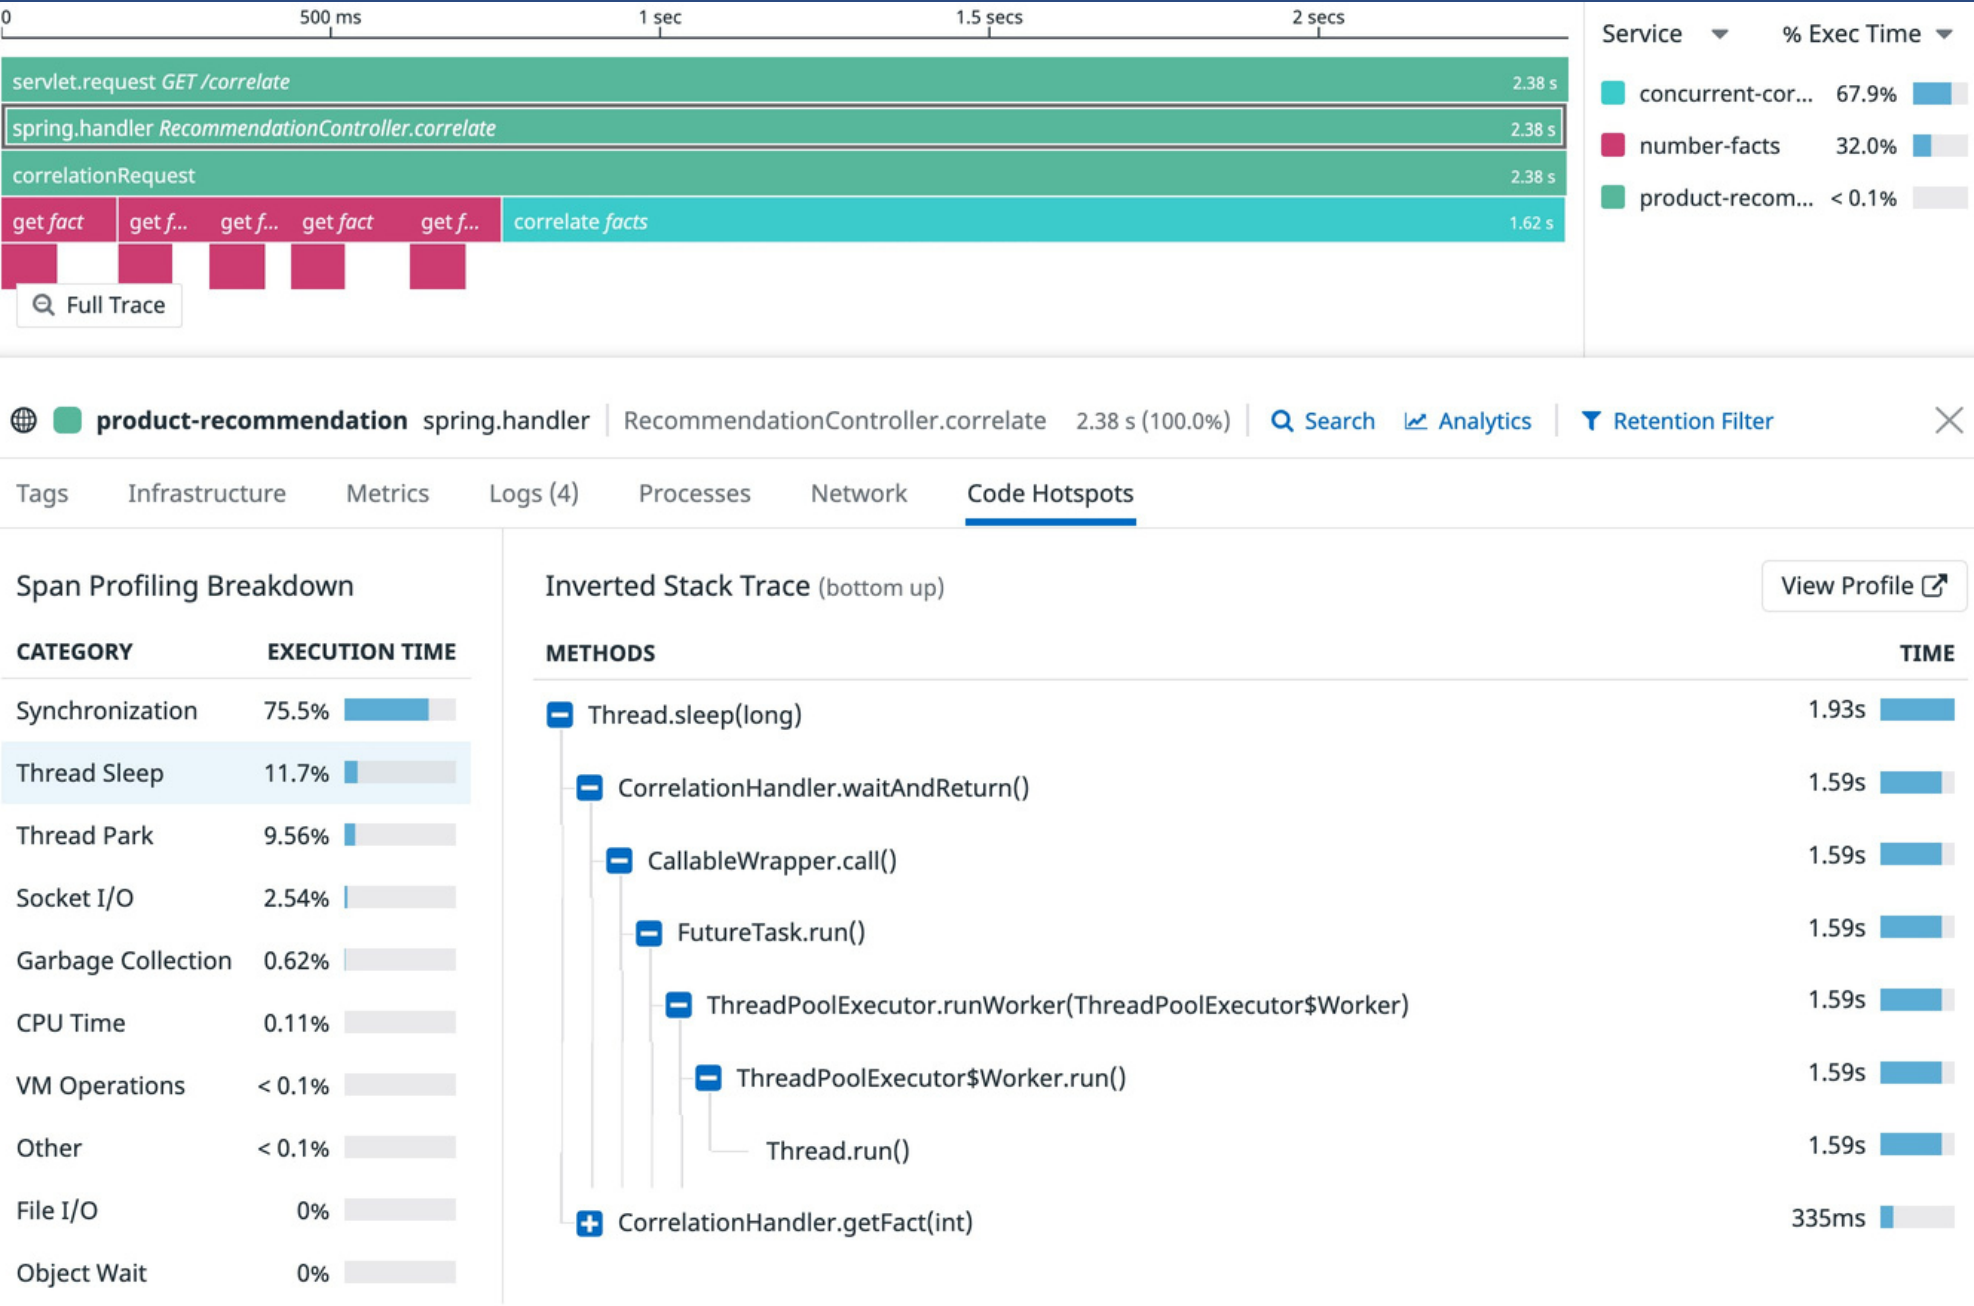 0 500 ms 1 sec 1.5 secs 2 secs
servlet.request GET /correlate 2.38 s
spring.handler RecommendationController.correlate 2.38 s
correlationRequest 2.38 s
get fact get f... get f... get fact get f... correlate facts 1.62 s
Full Trace
Service % Exec Time
concurrent-cor... 67.9%
number-facts 32.0%
product-recom... < 0.1%
product-recommendation spring.handler RecommendationController.correlate 2.38 s (100.0%) Search Analytics Retention Filter
Tags Infrastructure Metrics Logs (4) Processes Network Code Hotspots
Span Profiling Breakdown
CATEGORY EXECUTION TIME
Synchronization 75.5%
Thread Sleep 11.7%
Thread Park 9.56%
Socket I/O 2.54%
Garbage Collection 0.62%
CPU Time 0.11%
VM Operations < 0.1%
Other < 0.1%
File I/O 0%
Object Wait 0%
Inverted Stack Trace (bottom up) View Profile
METHODS TIME
Thread.sleep(long) 1.93s
CorrelationHandler.waitAndReturn() 1.59s
CallableWrapper.call() 1.59s
FutureTask.run() 1.59s
ThreadPoolExecutor.runWorker(ThreadPoolExecutor$Worker) 1.59s
ThreadPoolExecutor$Worker.run() 1.59s
Thread.run() 1.59s
CorrelationHandler.getFact(int) 335ms